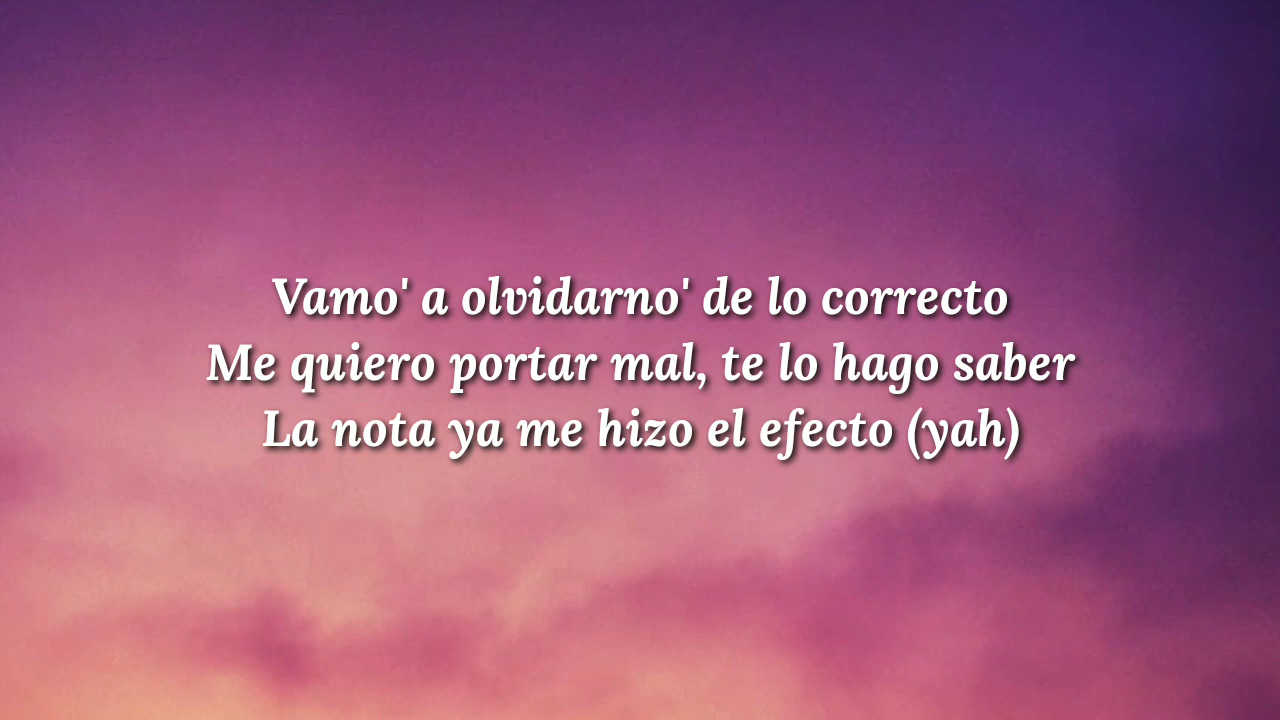 Vamo' a olvidarno' de lo correcto
Me quiero portar mal, te lo hago saber
La nota ya me hizo el efecto (yah)